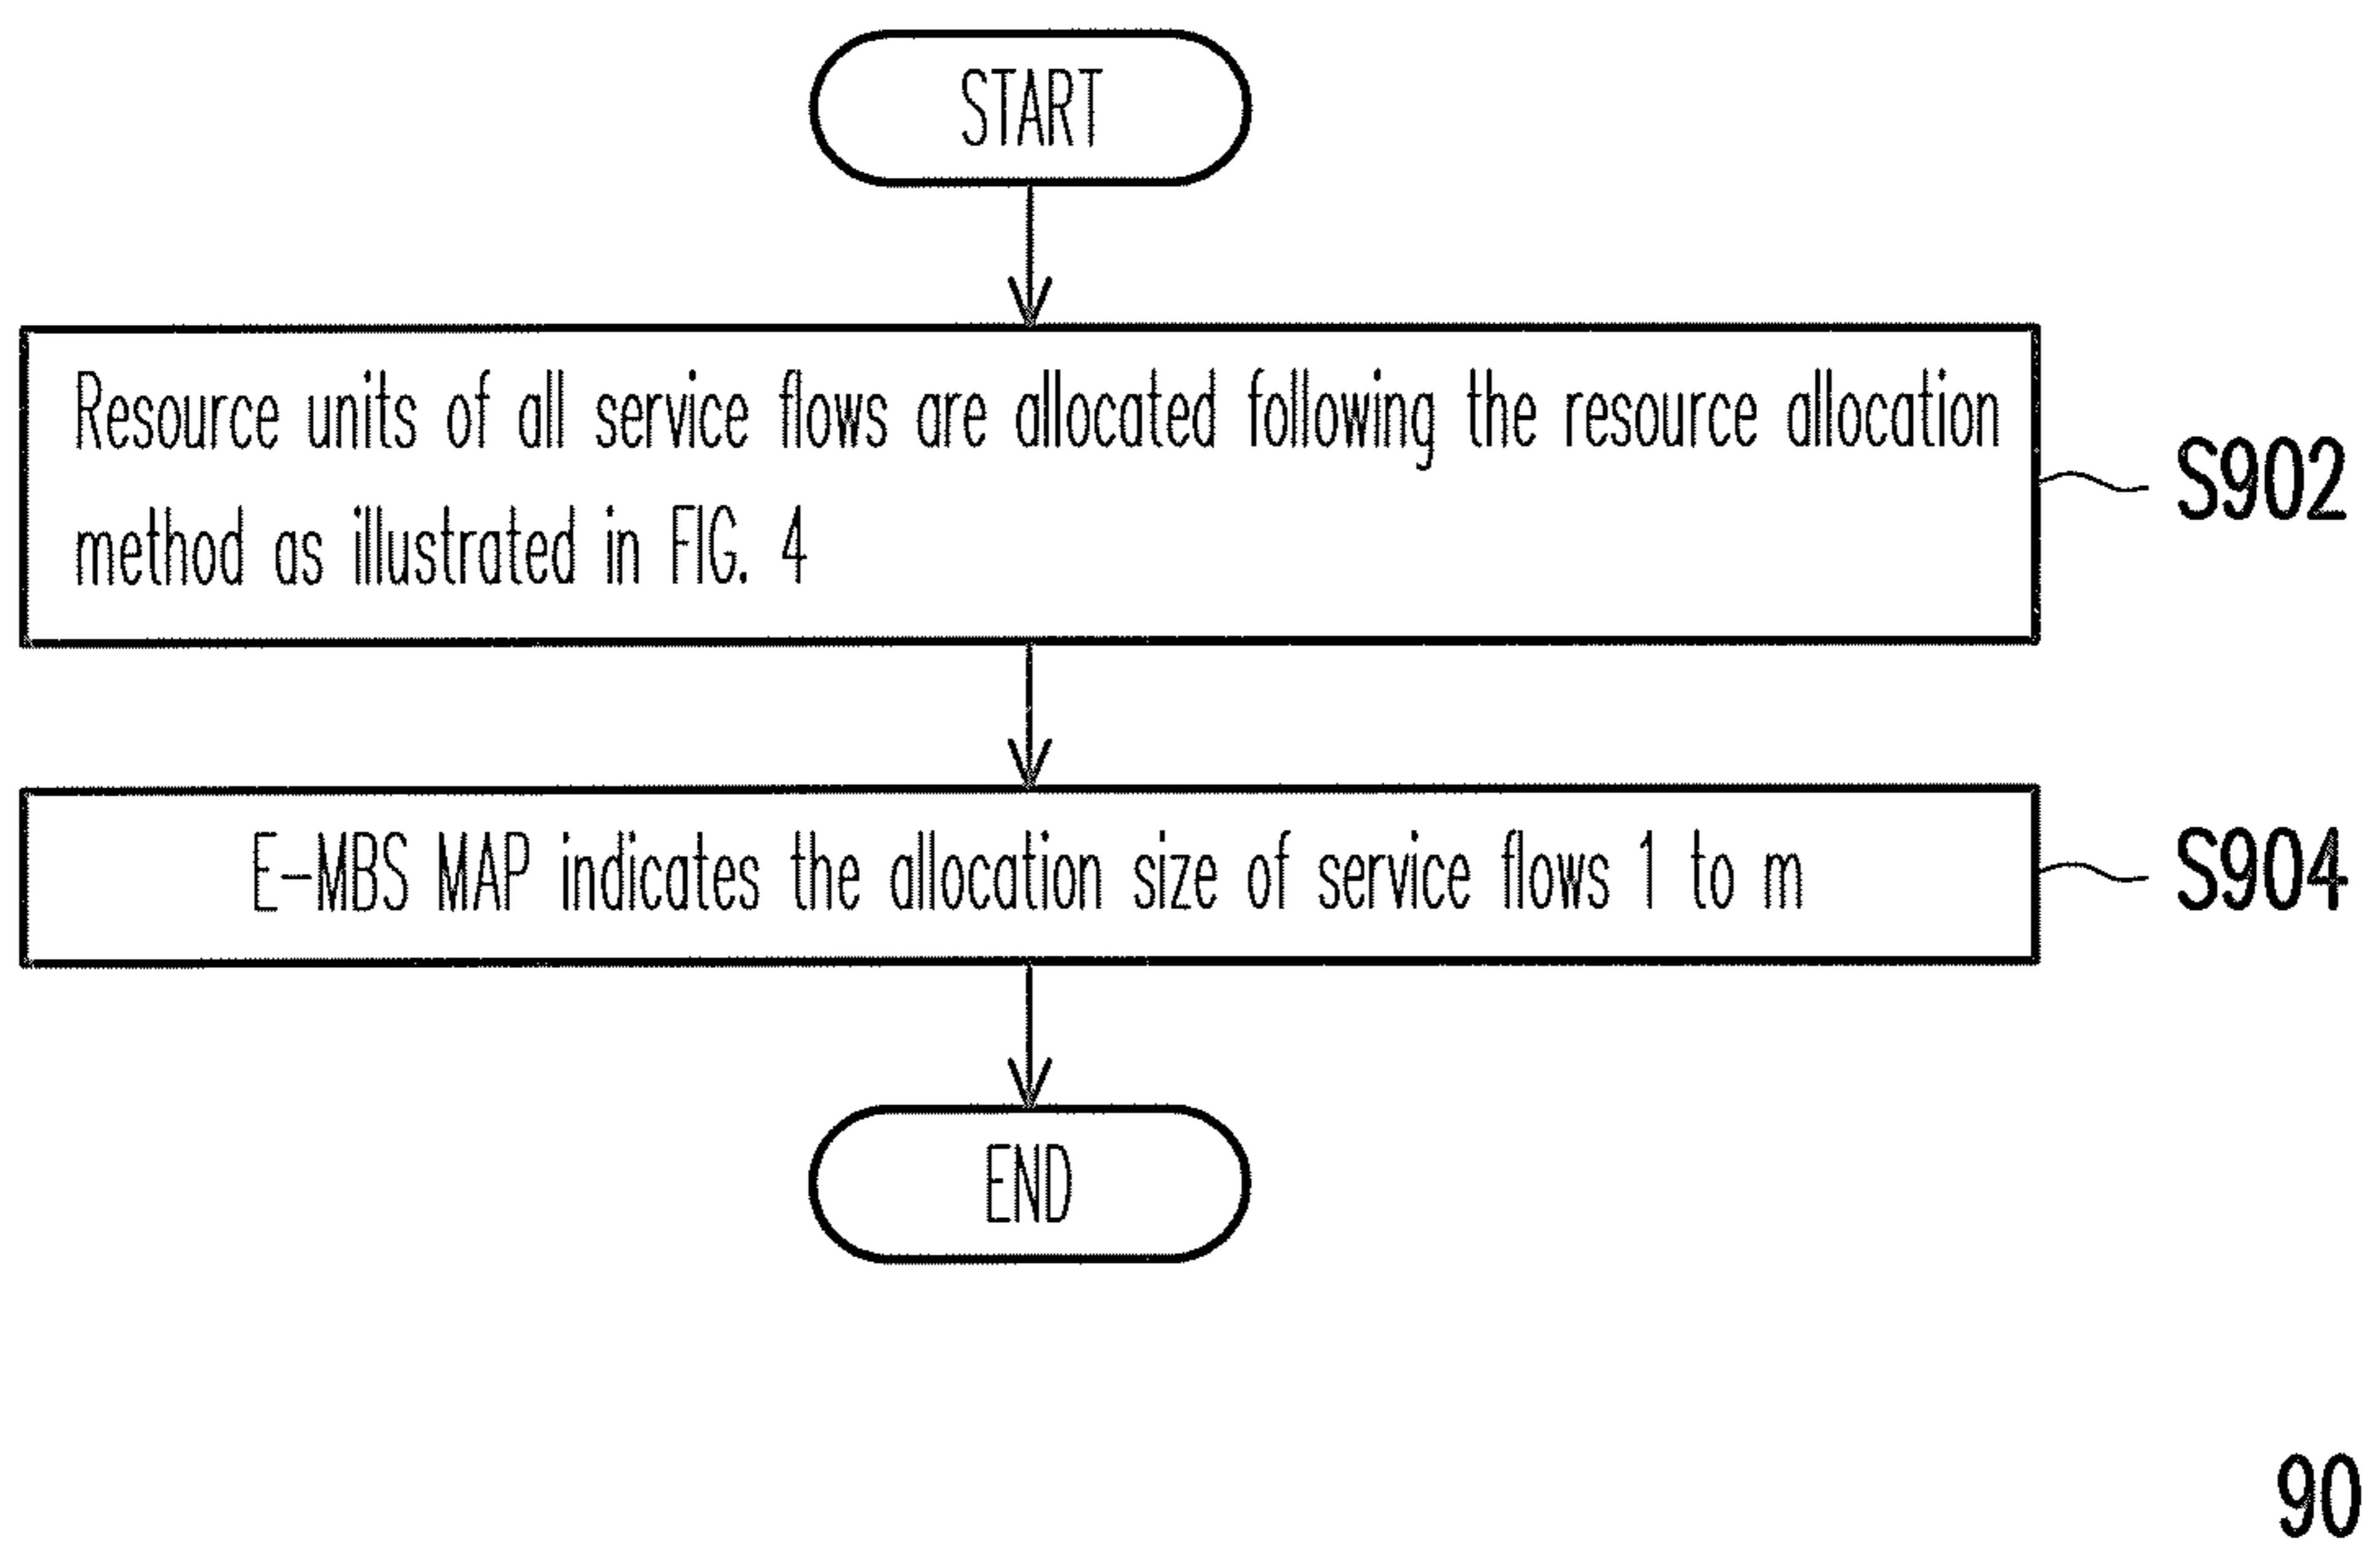 START
Resource units of all service flows are allocated following the resource allocation
method as illustrated in FIG. 4
S902
E-MBS MAP indicates the allocation size of service flows 1 to m
S904
END
90